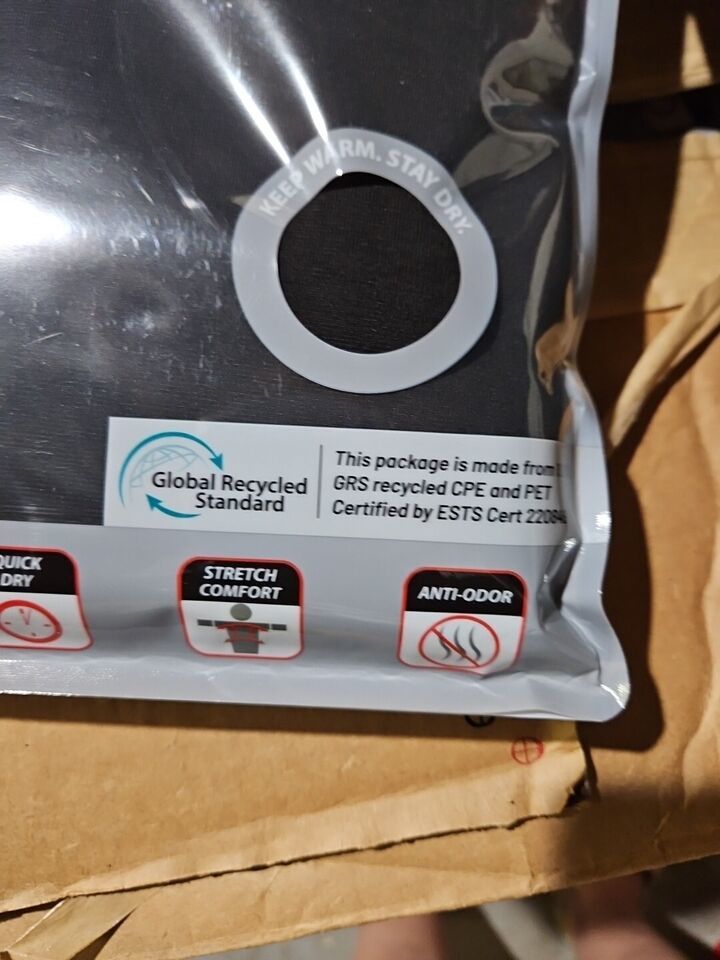 KEEP WARM. STAY DRY.
Global Recycled
Standard
This package is made from
GRS recycled CPE and PET
Certified by ESTS Cert
QUICK
DRY
STRETCH
COMFORT
ANTI-ODOR